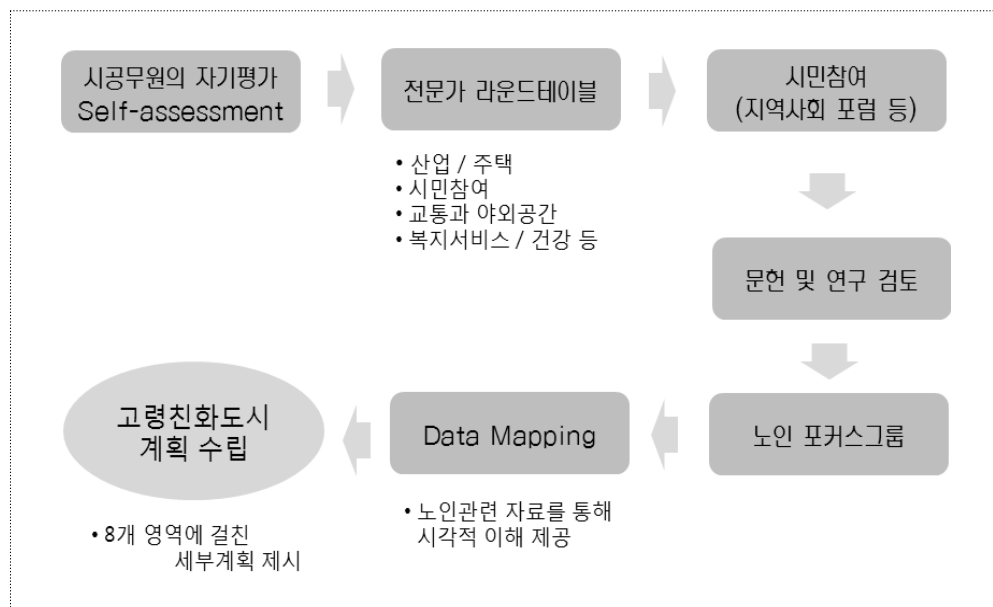 시공무원의 자기평가
Self-assessment
전문가 라운드테이블
• 산업 / 주택
• 시민참여
• 교통과 야외공간
• 복지서비스 / 건강 등
시민참여
(지역사회 포럼 등)
문헌 및 연구 검토
노인 포커스그룹
Data Mapping
• 노인관련 자료를 통해
시각적 이해 제공
고령친화도시
계획 수립
• 8개 영역에 걸친
세부계획 제시